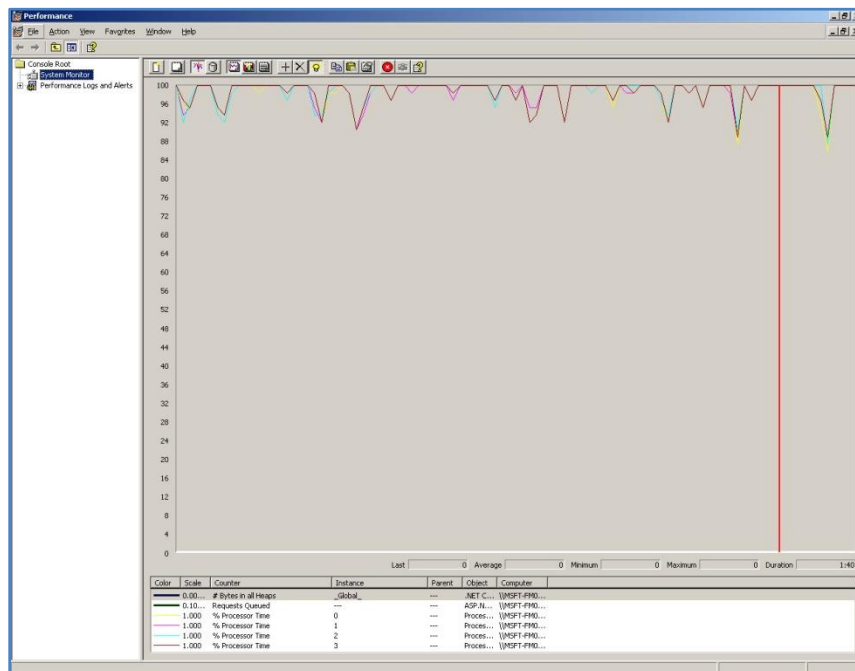 Performance
File Action View Favorites Window Help
Console Root
System Monitor
Performance Logs and Alerts
100
96
92
88
84
80
76
72
68
64
60
56
52
48
44
40
36
32
28
24
20
16
12
8
4
0
Last 0 Average 0 Minimum 0 Maximum 0 Duration 1:40
Color Scale Counter Instance Parent Object Computer
0.00... # Bytes in all Heaps _Global_ --- .NET C... \\MSFT-FM0...
0.10... Requests Queued --- --- ASP.N... \\MSFT-FM0...
1.000 % Processor Time 0 --- Proces... \\MSFT-FM0...
1.000 % Processor Time 1 --- Proces... \\MSFT-FM0...
1.000 % Processor Time 2 --- Proces... \\MSFT-FM0...
1.000 % Processor Time 3 --- Proces... \\MSFT-FM0...